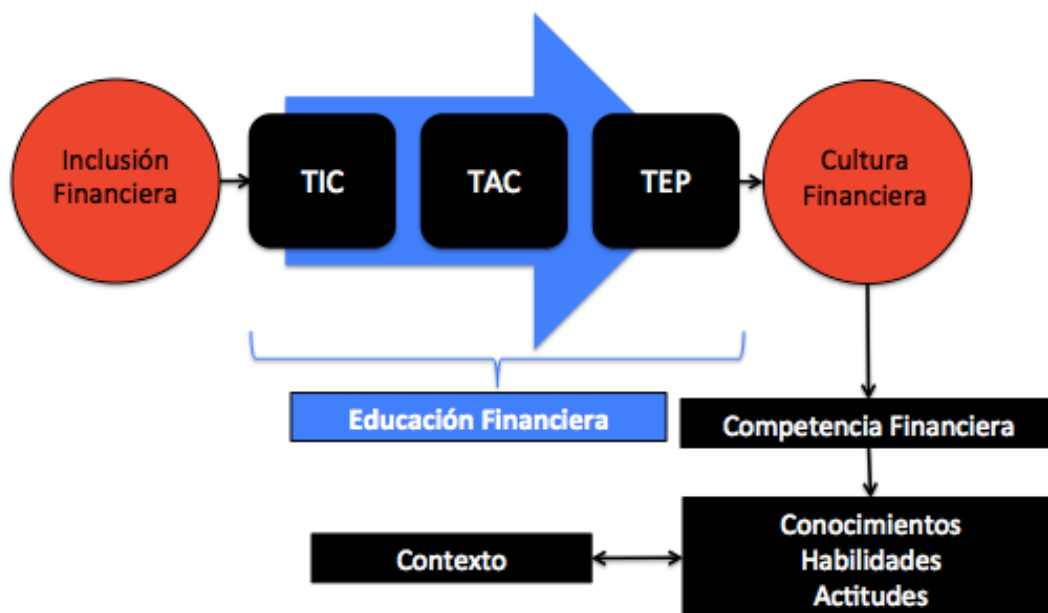 Inclusión
Financiera
TIC
TAC
TEP
Cultura
Financiera
Educación Financiera
Competencia Financiera
Contexto
Conocimientos
Habilidades
Actitudes